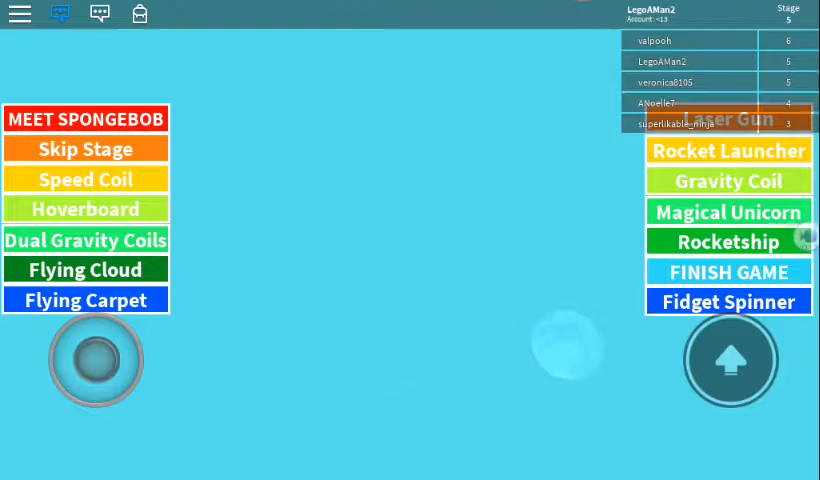 LegoAMan2
Account: <13
Stage
5
valpooh 6
LegoAMan2 5
veronica8105 5
ANoelle7 4
superlikable_ninja 3
MEET SPONGEBOB
Skip Stage
Speed Coil
Hoverboard
Dual Gravity Coils
Flying Cloud
Flying Carpet
Laser Gun
Rocket Launcher
Gravity Coil
Magical Unicorn
Rocketship
FINISH GAME
Fidget Spinner